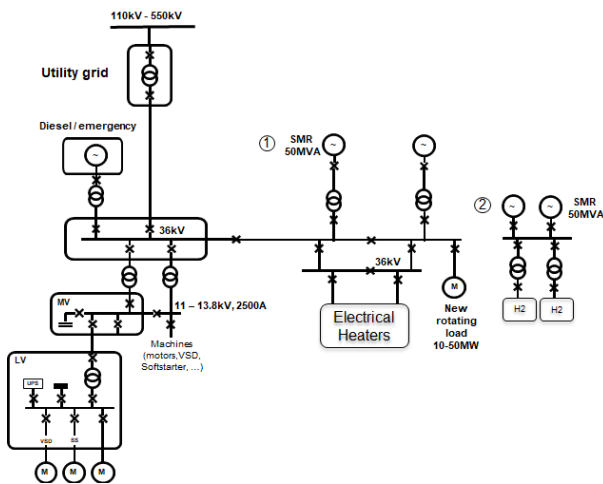 110kV - 550kV
Utility grid
Diesel / emergency
~
36kV
MV
11 – 13.8kV, 2500A
Machines
(motors,VSD,
Softstarter, ...)
LV
UPS
VSD
SS
M
M
M
1
SMR
50MVA
~
~
36kV
Electrical
Heaters
M
New
rotating
load
10-50MW
2
~
~
SMR
50MVA
H2
H2